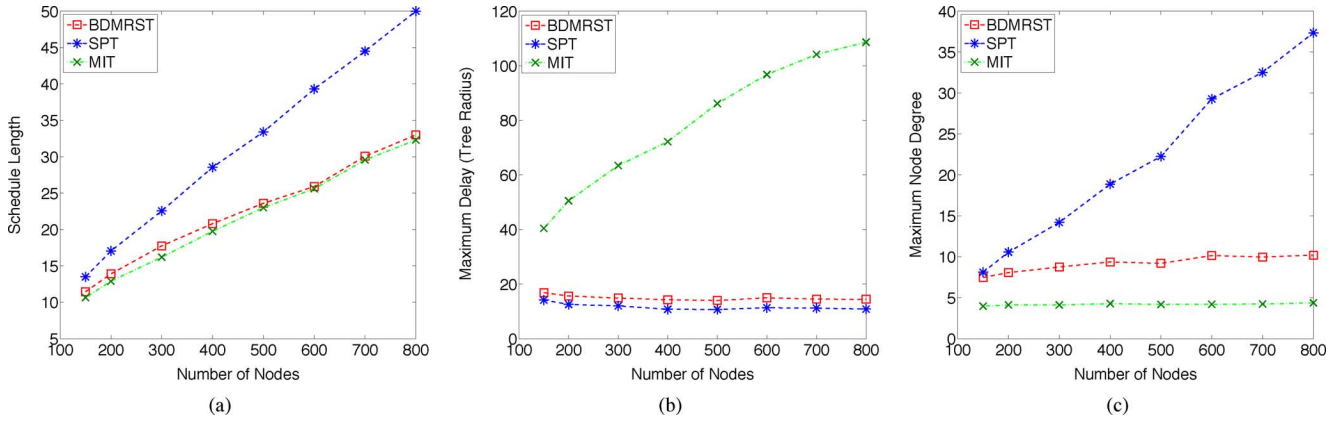 50
45
40
35
30
25
20
15
10
5
100 200 300 400 500 600 700 800
Schedule Length
Number of Nodes
BDMRST
SPT
MIT
(a)
120
100
80
60
40
20
0
100 200 300 400 500 600 700 800
Maximum Delay (Tree Radius)
Number of Nodes
BDMRST
SPT
MIT
(b)
40
35
30
25
20
15
10
5
0
100 200 300 400 500 600 700 800
Maximum Node Degree
Number of Nodes
BDMRST
SPT
MIT
(c)